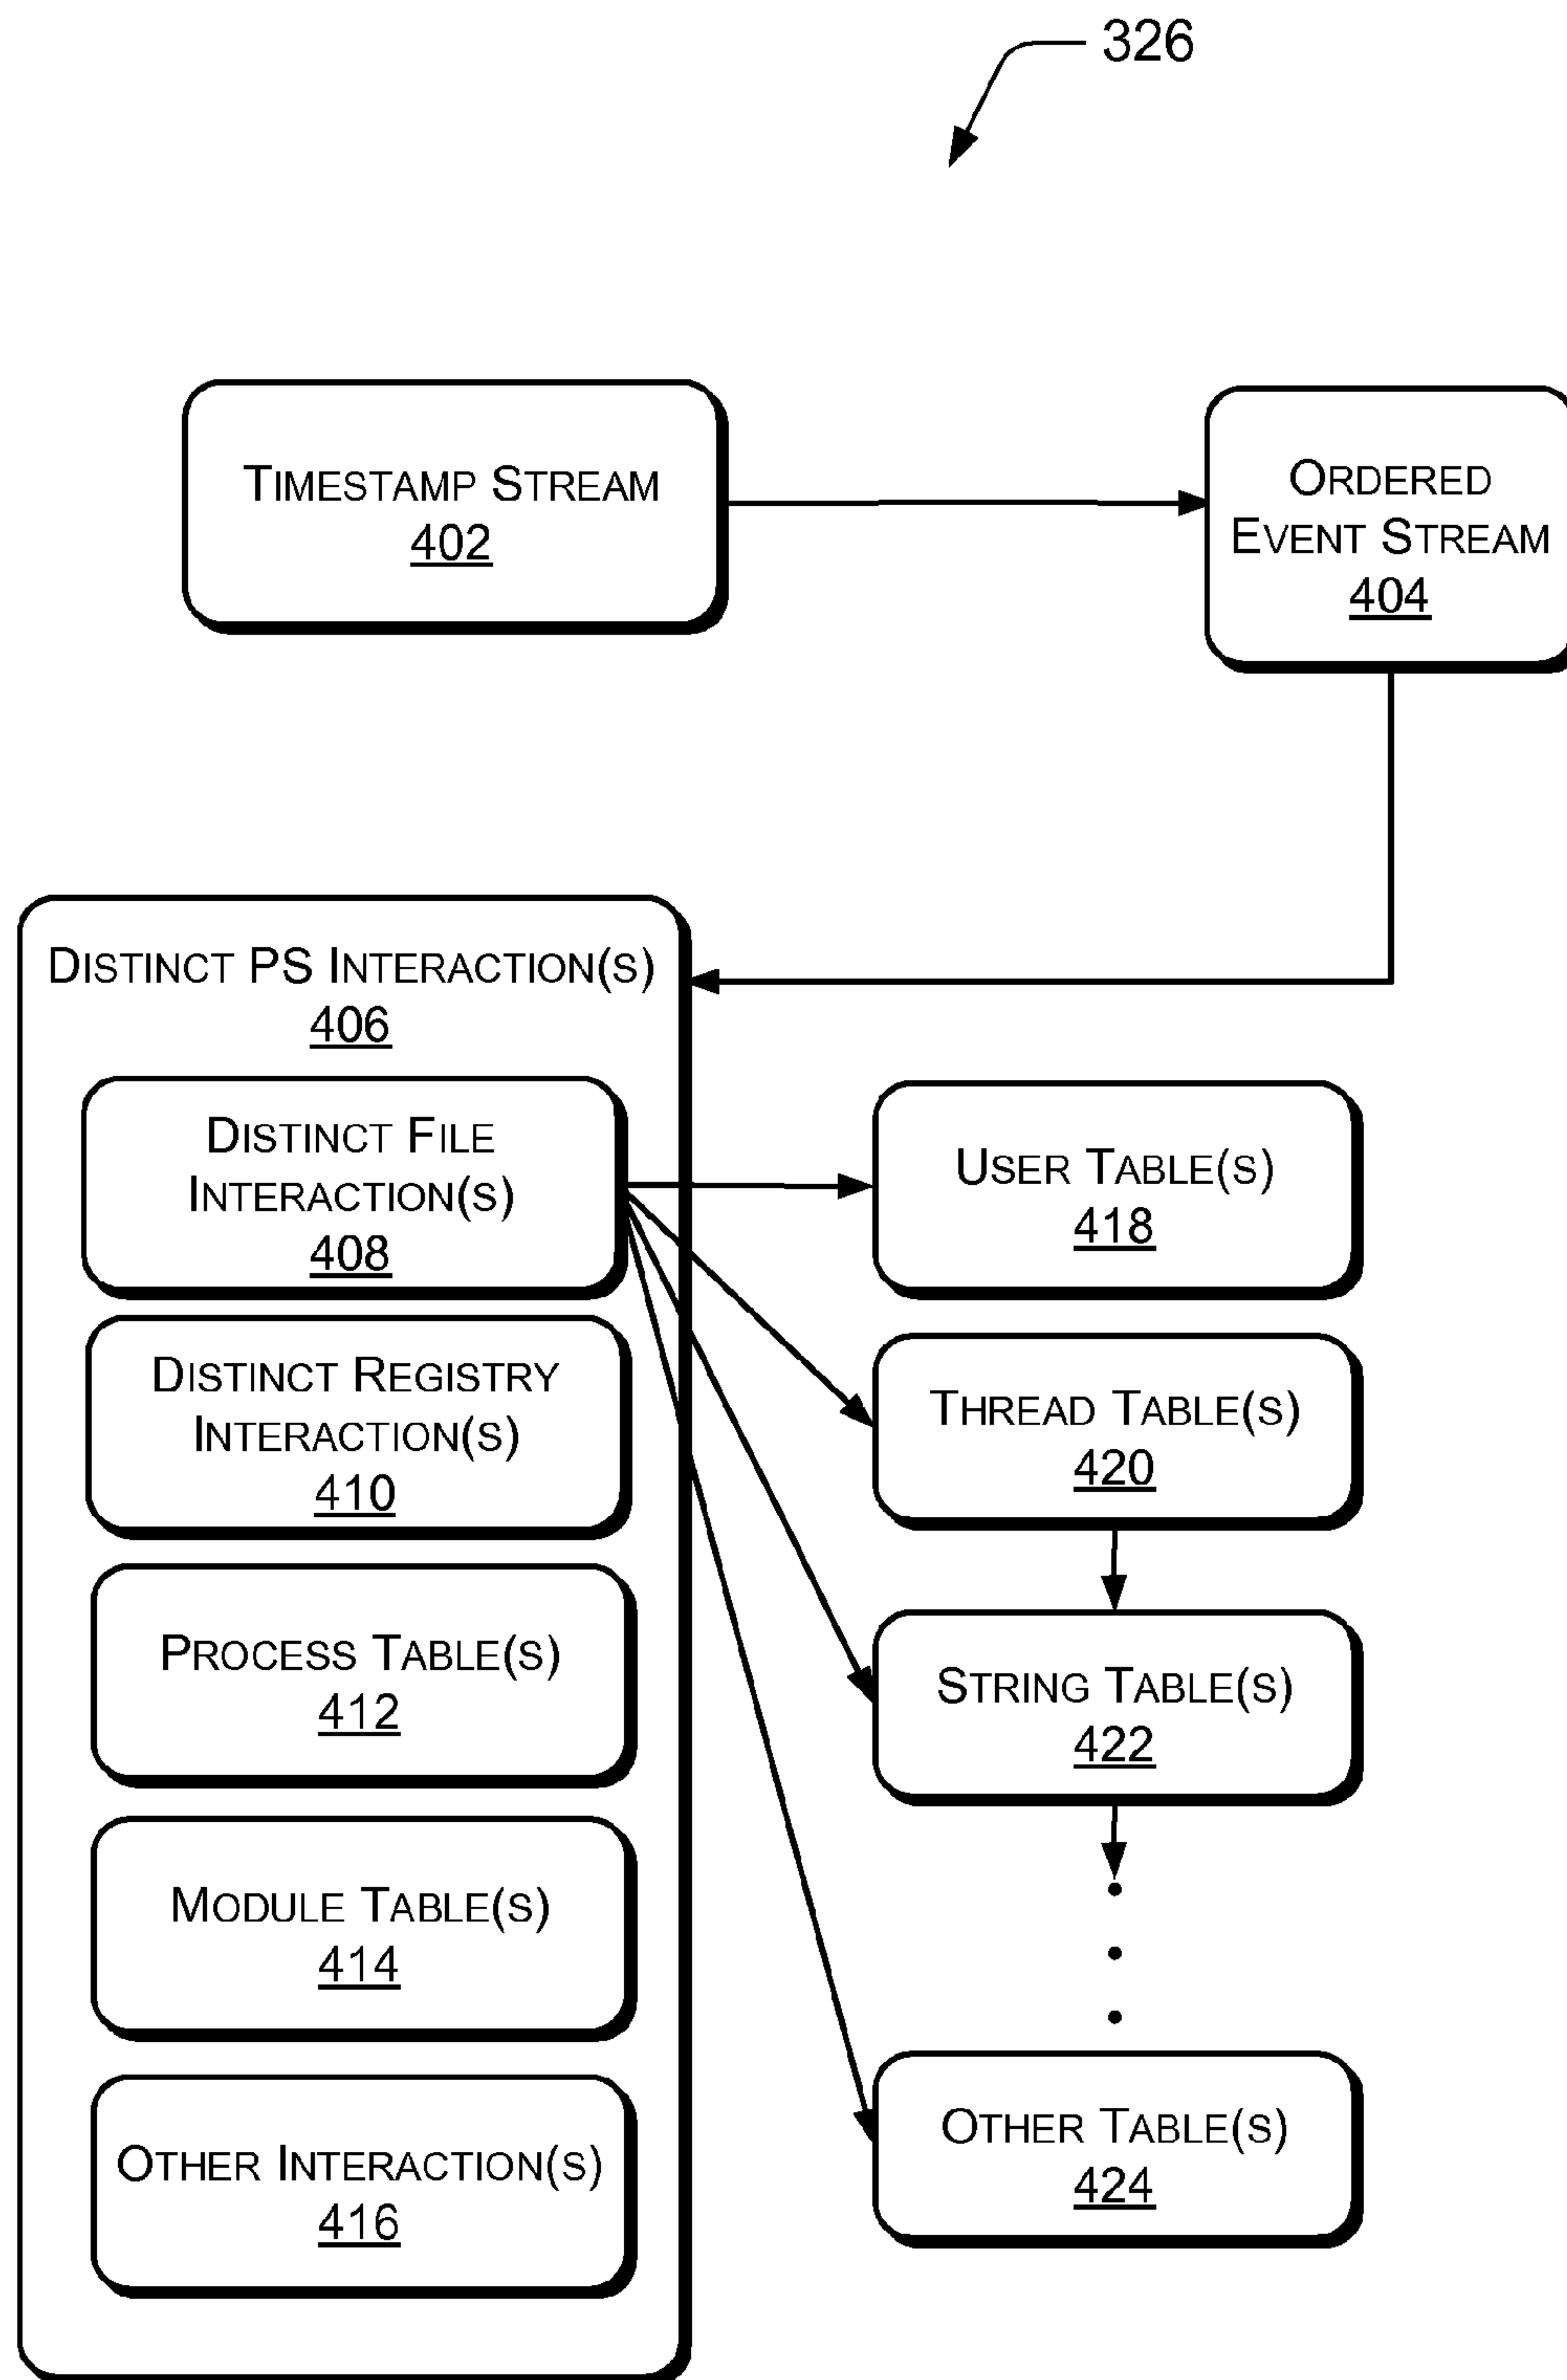 326
TIMESTAMP STREAM
402
ORDERED
EVENT STREAM
404
DISTINCT PS INTERACTION(S)
406
DISTINCT FILE
INTERACTION(S)
408
DISTINCT REGISTRY
INTERACTION(S)
410
PROCESS TABLE(S)
412
MODULE TABLE(S)
414
OTHER INTERACTION(S)
416
USER TABLE(S)
418
THREAD TABLE(S)
420
STRING TABLE(S)
422
OTHER TABLE(S)
424